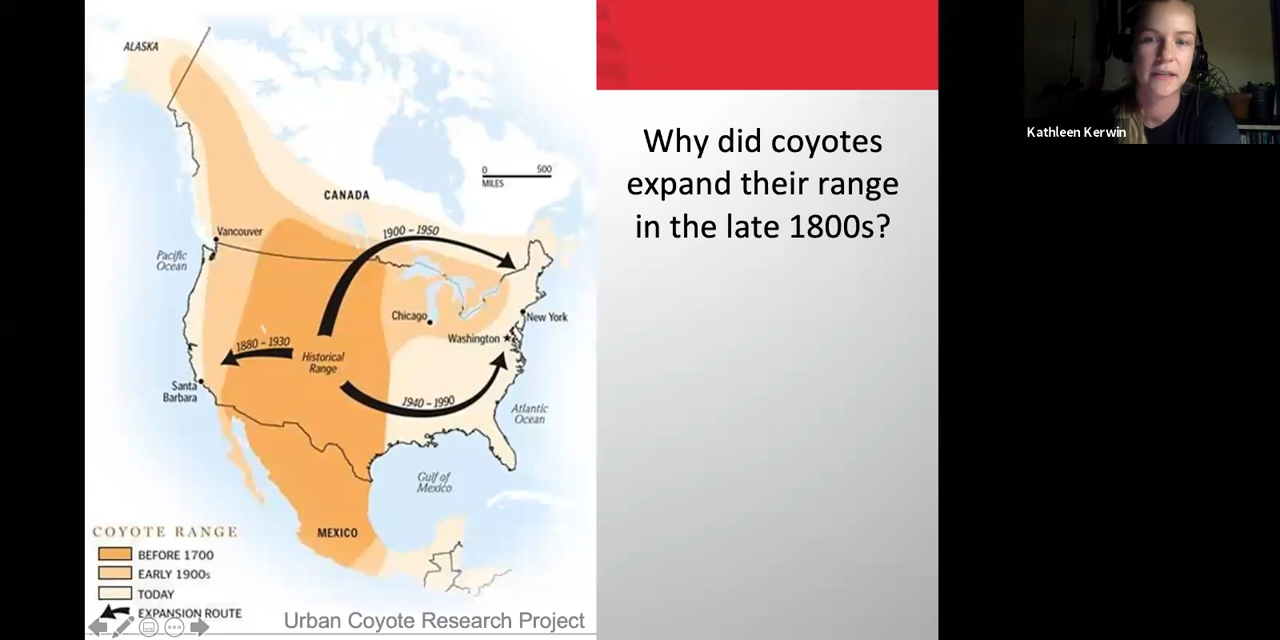 ALASKA
CANADA
0 500
MILES
1900 – 1950
Vancouver
Pacific
Ocean
Chicago
New York
Washington
1880 – 1930
Historical
Range
Santa
Barbara
1940 – 1990
Atlantic
Ocean
Gulf of
Mexico
MEXICO
COYOTE RANGE
BEFORE 1700
EARLY 1900s
TODAY
EXPANSION ROUTE
Urban Coyote Research Project
Why did coyotes
expand their range
in the late 1800s?
Kathleen Kerwin